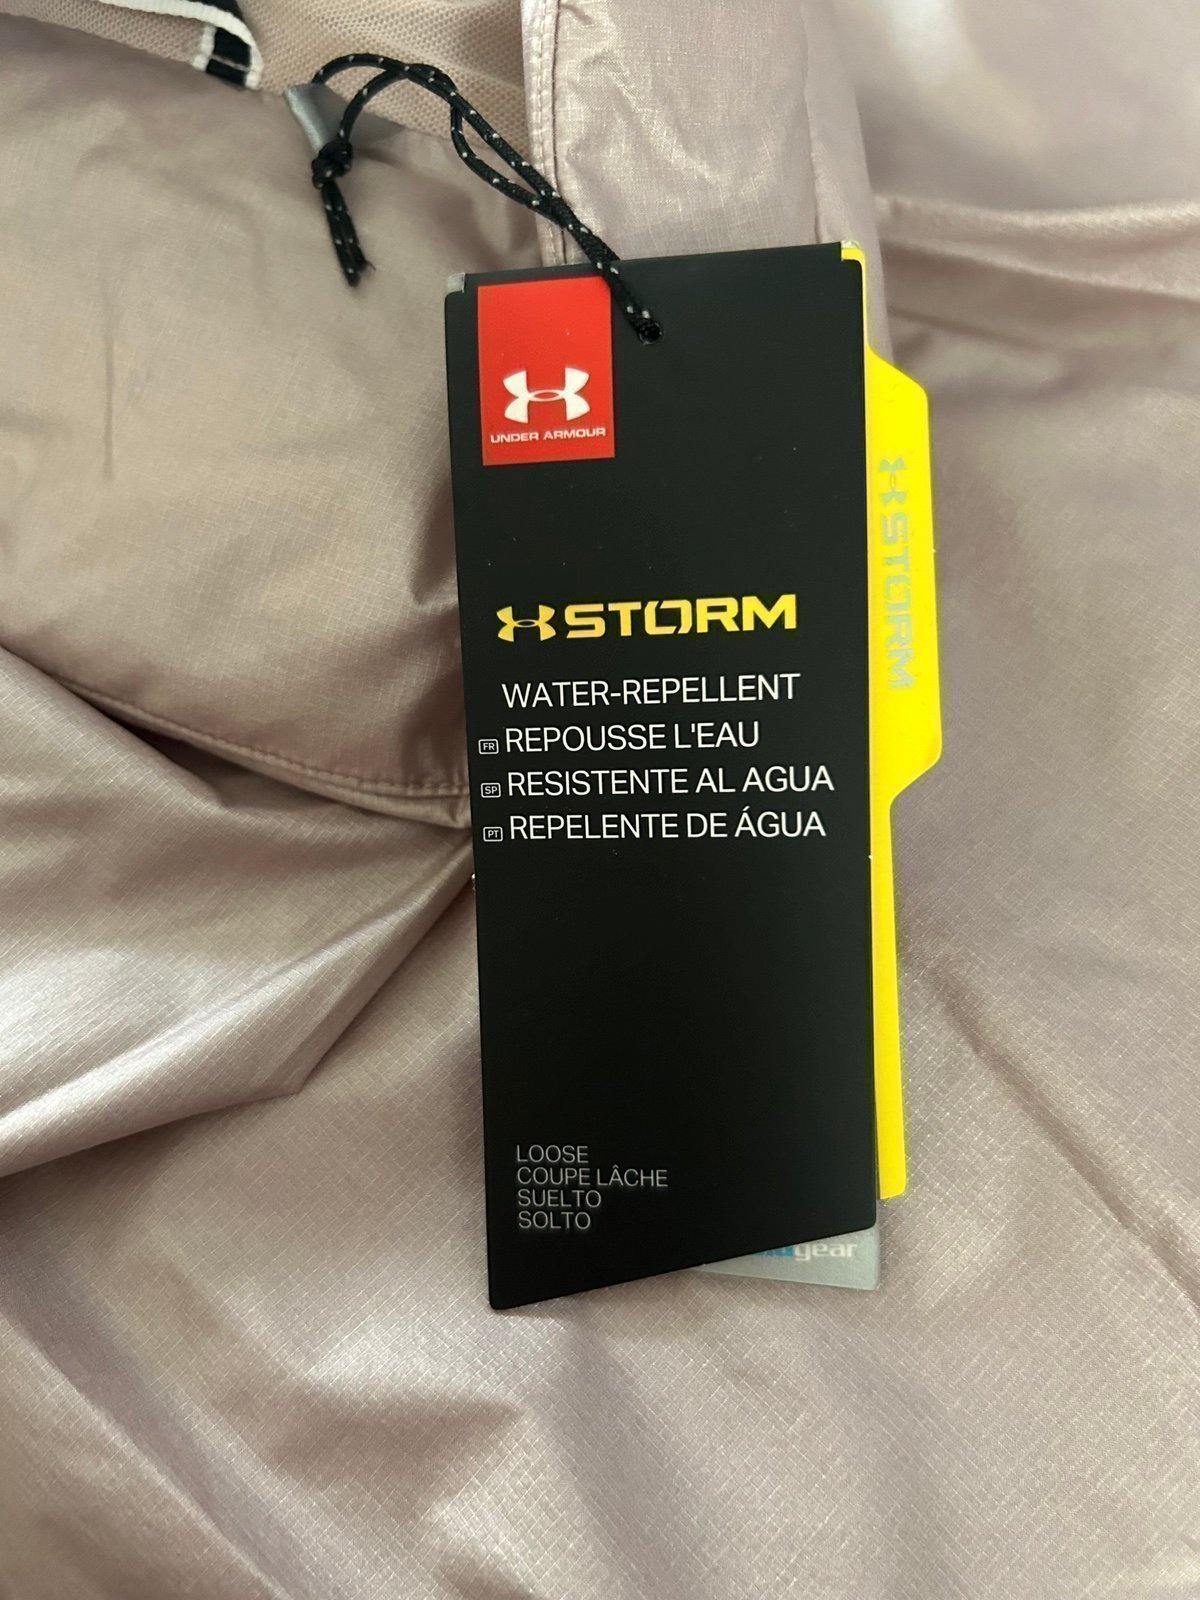 UNDER ARMOUR
STORM
WATER-REPELLENT
FR REPOUSSE L'EAU
SP RESISTENTE AL AGUA
PT REPELENTE DE ÁGUA
STORM
LOOSE
COUPE LÂCHE
SUELTO
SOLTO
gear